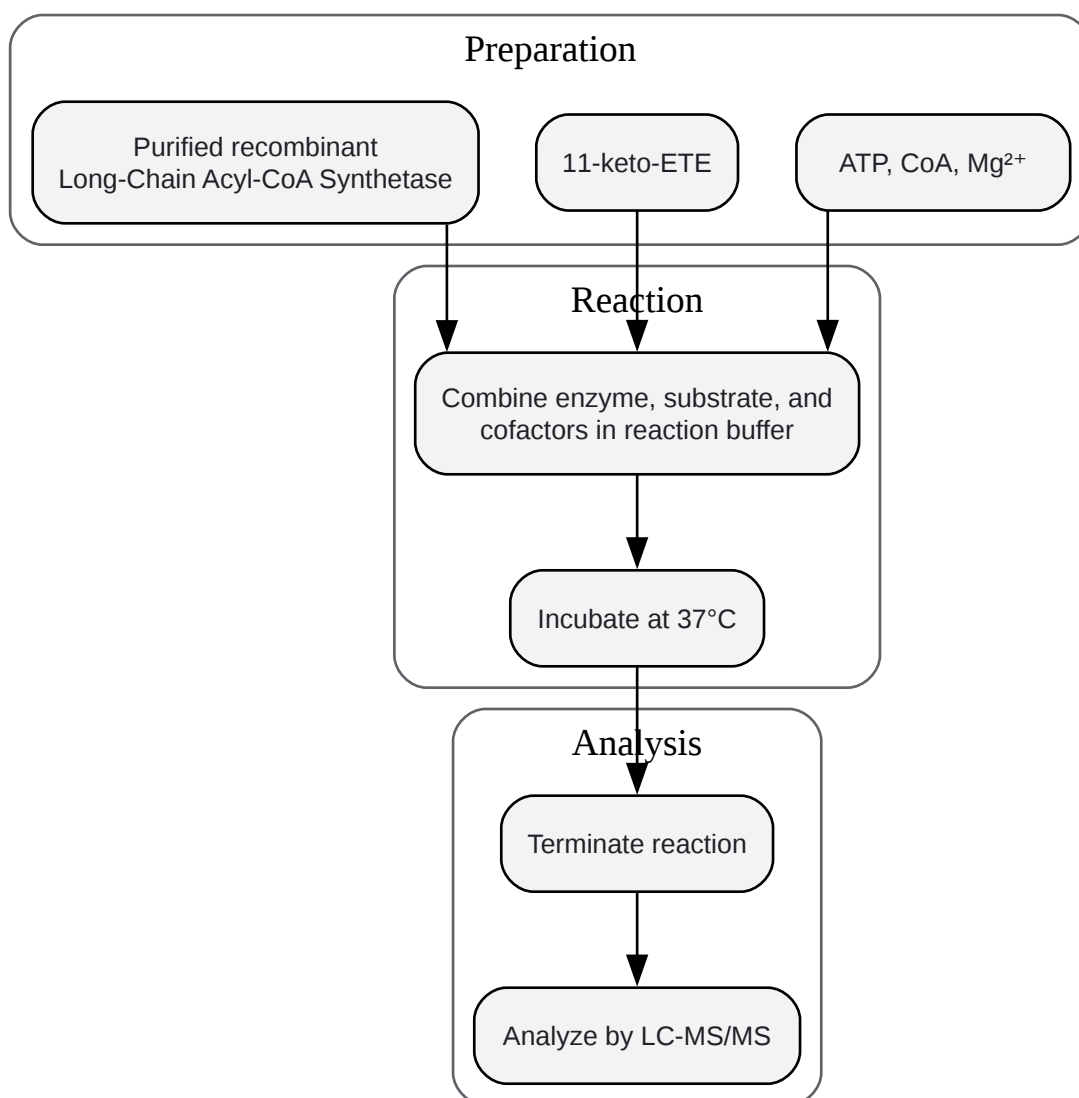 Preparation
Purified recombinant
Long-Chain Acyl-CoA Synthetase
11-keto-ETE
ATP, CoA, Mg²⁺
Reaction
Combine enzyme, substrate, and
cofactors in reaction buffer
Incubate at 37°C
Analysis
Terminate reaction
Analyze by LC-MS/MS